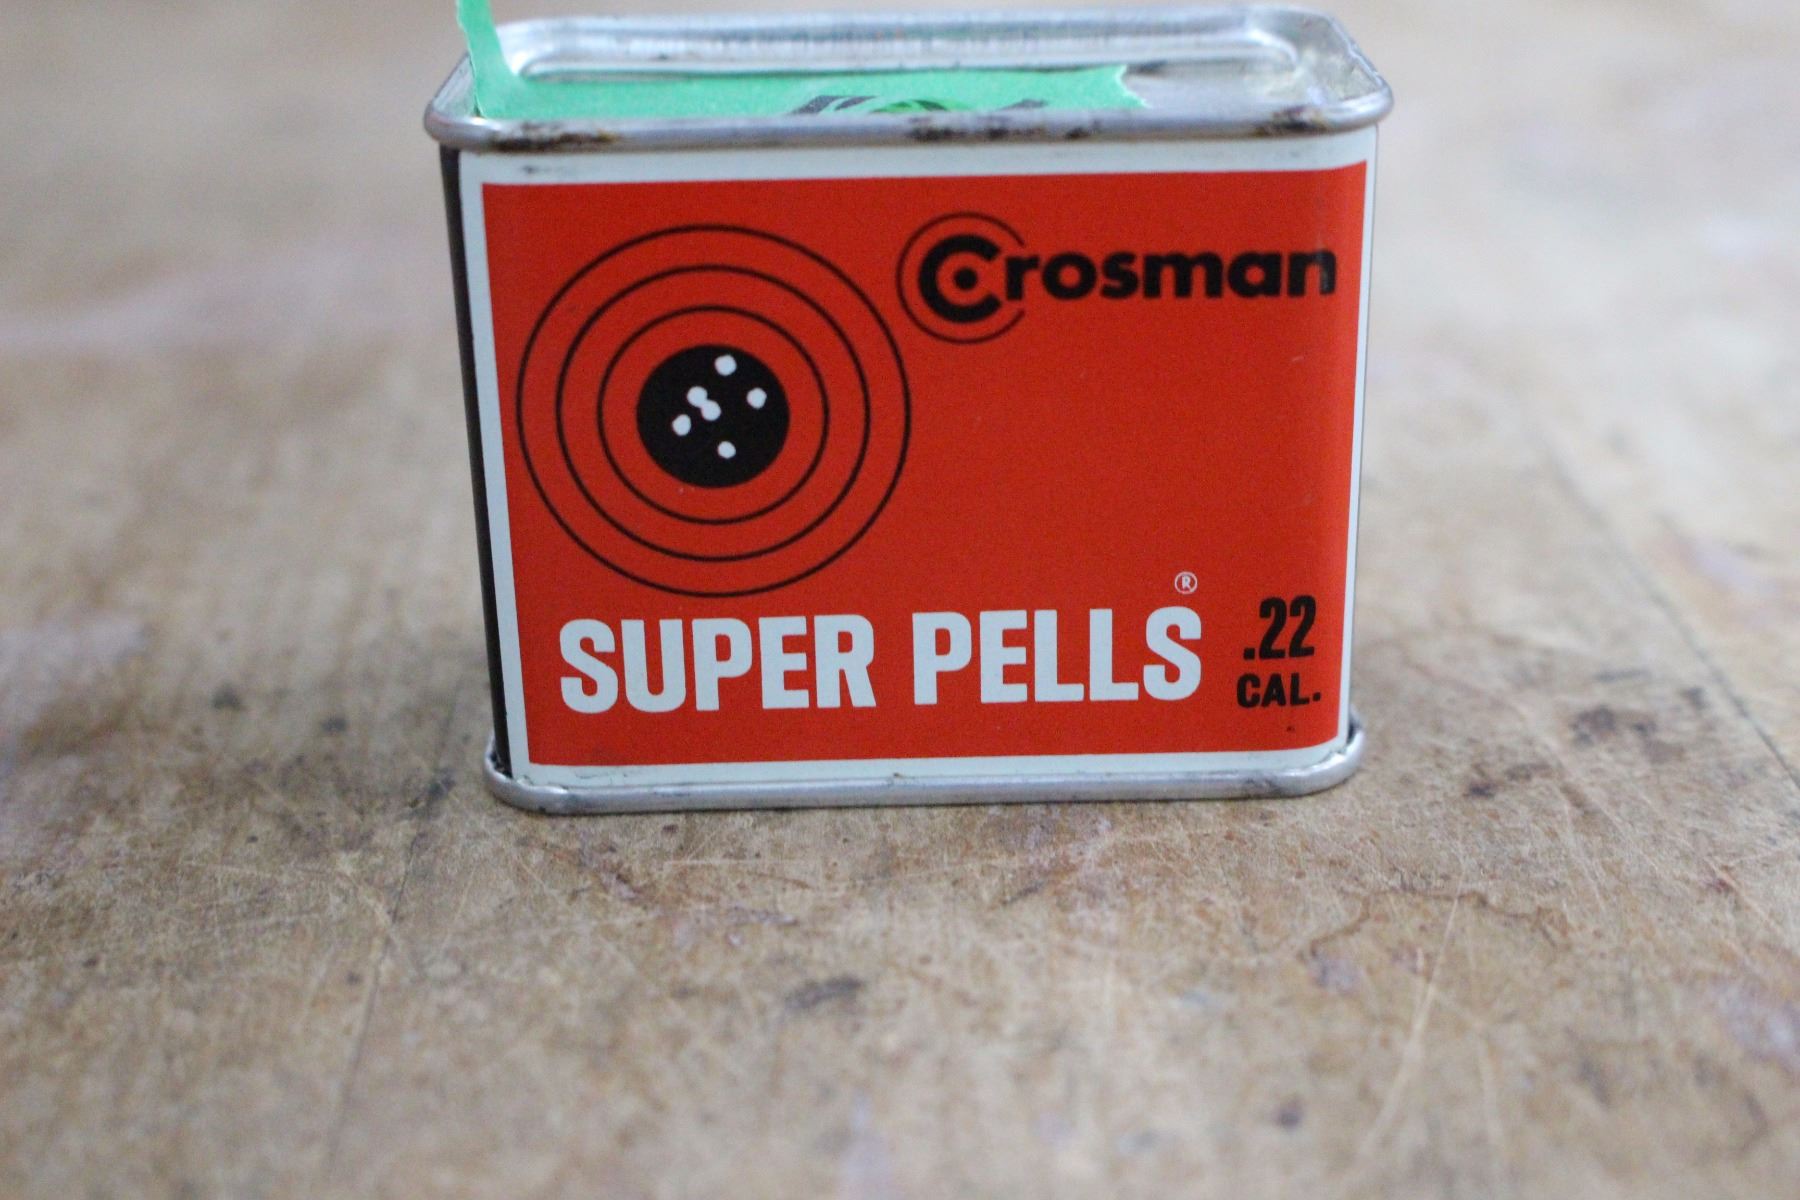 Crosman
SUPER PELLS®
.22
CAL.